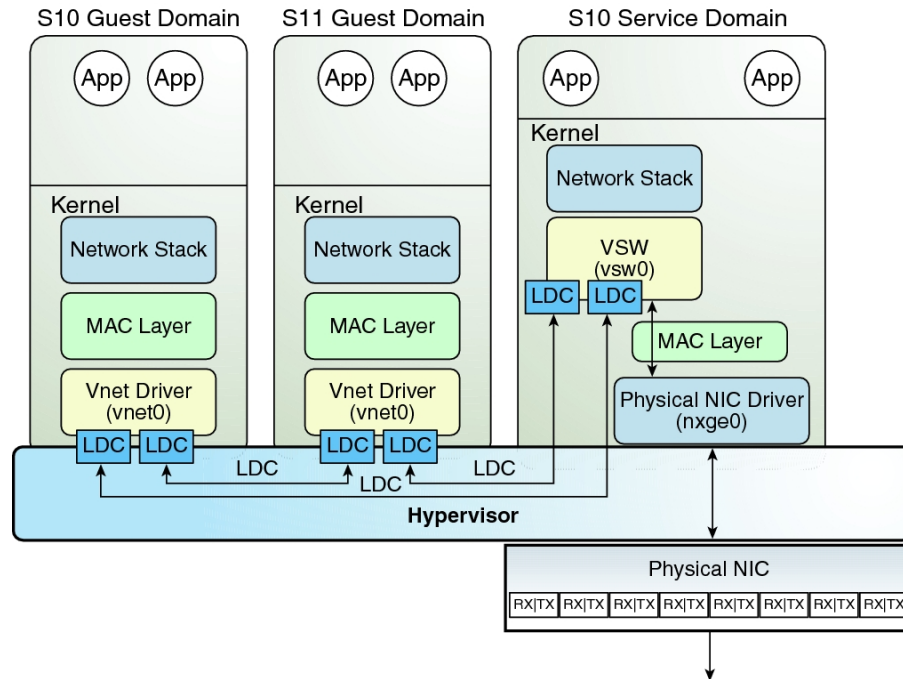 S10 Guest Domain
S11 Guest Domain
S10 Service Domain
App
App
App
App
App
App
Kernel
Network Stack
MAC Layer
Vnet Driver
(vnet0)
LDC
LDC
Kernel
Network Stack
MAC Layer
Vnet Driver
(vnet0)
LDC
LDC
Kernel
Network Stack
VSW
(vsw0)
LDC
LDC
MAC Layer
Physical NIC Driver
(nxge0)
LDC
LDC
LDC
Hypervisor
Physical NIC
RX|TX
RX|TX
RX|TX
RX|TX
RX|TX
RX|TX
RX|TX
RX|TX